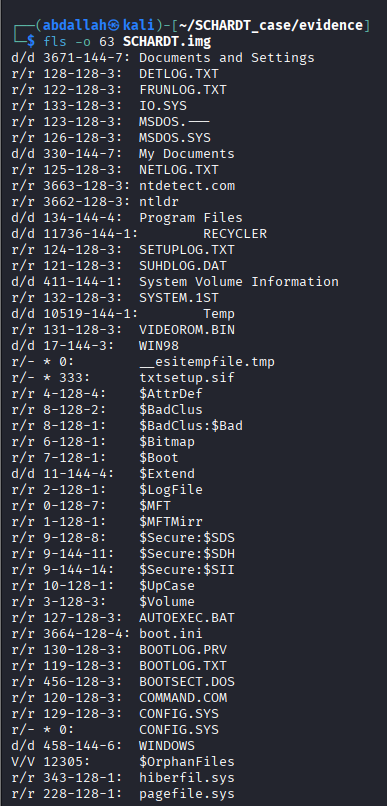 ┌──(abdallah㉿kali)-[~/SCHARDT_case/evidence]
└─$ fls -o 63 SCHARDT.img
d/d 3671-144-7: Documents and Settings
r/r 128-128-3:  DETLOG.TXT
r/r 122-128-3:  FRUNLOG.TXT
r/r 133-128-3:  IO.SYS
r/r 123-128-3:  MSDOS.---
r/r 126-128-3:  MSDOS.SYS
d/d 330-144-7:  My Documents
r/r 125-128-3:  NETLOG.TXT
r/r 3663-128-3: ntdetect.com
r/r 3662-128-3: ntldr
d/d 134-144-4:  Program Files
d/d 11736-144-1:        RECYCLER
r/r 124-128-3:  SETUPLOG.TXT
r/r 121-128-3:  SUHDLOG.DAT
d/d 411-144-1:  System Volume Information
r/r 132-128-3:  SYSTEM.1ST
d/d 10519-144-1:        Temp
r/r 131-128-3:  VIDEOROM.BIN
d/d 17-144-3:   WIN98
r/- * 0:        __esitempfile.tmp
r/- * 333:      txtsetup.sif
r/r 4-128-4:    $AttrDef
r/r 8-128-2:    $BadClus
r/r 8-128-1:    $BadClus:$Bad
r/r 6-128-1:    $Bitmap
r/r 7-128-1:    $Boot
d/d 11-144-4:   $Extend
r/r 2-128-1:    $LogFile
r/r 0-128-7:    $MFT
r/r 1-128-1:    $MFTMirr
r/r 9-128-8:    $Secure:$SDS
r/r 9-144-11:   $Secure:$SDH
r/r 9-144-14:   $Secure:$SII
r/r 10-128-1:   $UpCase
r/r 3-128-3:    $Volume
r/r 127-128-3:  AUTOEXEC.BAT
r/r 3664-128-4: boot.ini
r/r 130-128-3:  BOOTLOG.PRV
r/r 119-128-3:  BOOTLOG.TXT
r/r 456-128-3:  BOOTSECT.DOS
r/r 120-128-3:  COMMAND.COM
r/r 129-128-3:  CONFIG.SYS
r/- * 0:        CONFIG.SYS
d/d 458-144-6:  WINDOWS
V/V 12305:      $OrphanFiles
r/r 343-128-1:  hiberfil.sys
r/r 228-128-1:  pagefile.sys